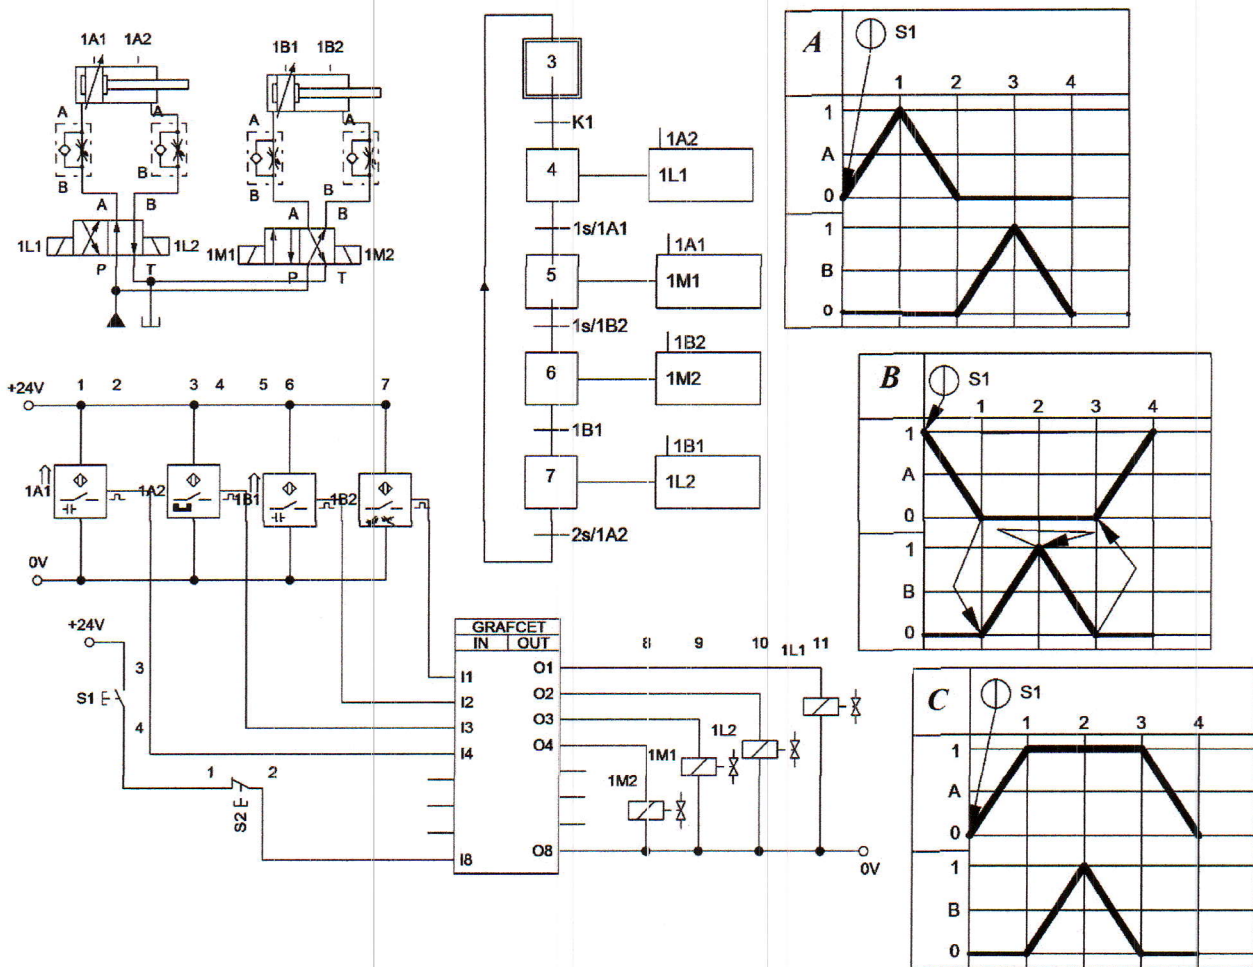 1A1 1A2
1B1 1B2
A A
B B
A B
1L1 1L2
P T
A A
B B
A B
1M1 1M2
P T
3
K1
4
1A2
1L1
1s/1A1
5
1A1
1M1
1s/1B2
6
1B2
1M2
1B1
7
1B1
1L2
2s/1A2
A S1
1 2 3 4
1
A
0
1
B
0
B S1
1 2 3 4
1
A
0
1
B
0
C S1
1 2 3 4
1
A
0
1
B
0
+24V 1 2 3 4 5 6 7
1A1 1A2 1B1 1B2
0V
+24V
3
S1
4
1 2
S2
GRAFCET
IN OUT
I1 O1
I2 O2
I3 O3
I4 O4
I8 O8
8 9 10 11
1L1
1L2
1M1
1M2
0V